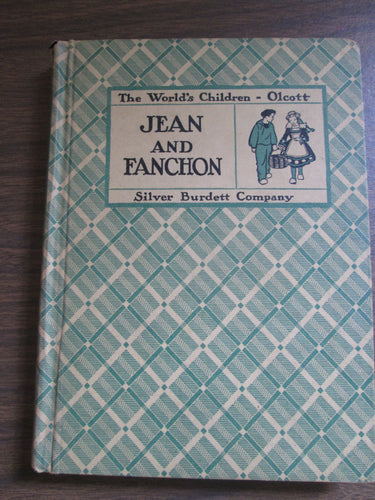 The World's Children - Olcott
JEAN
AND
FANCHON
Silver Burdett Company